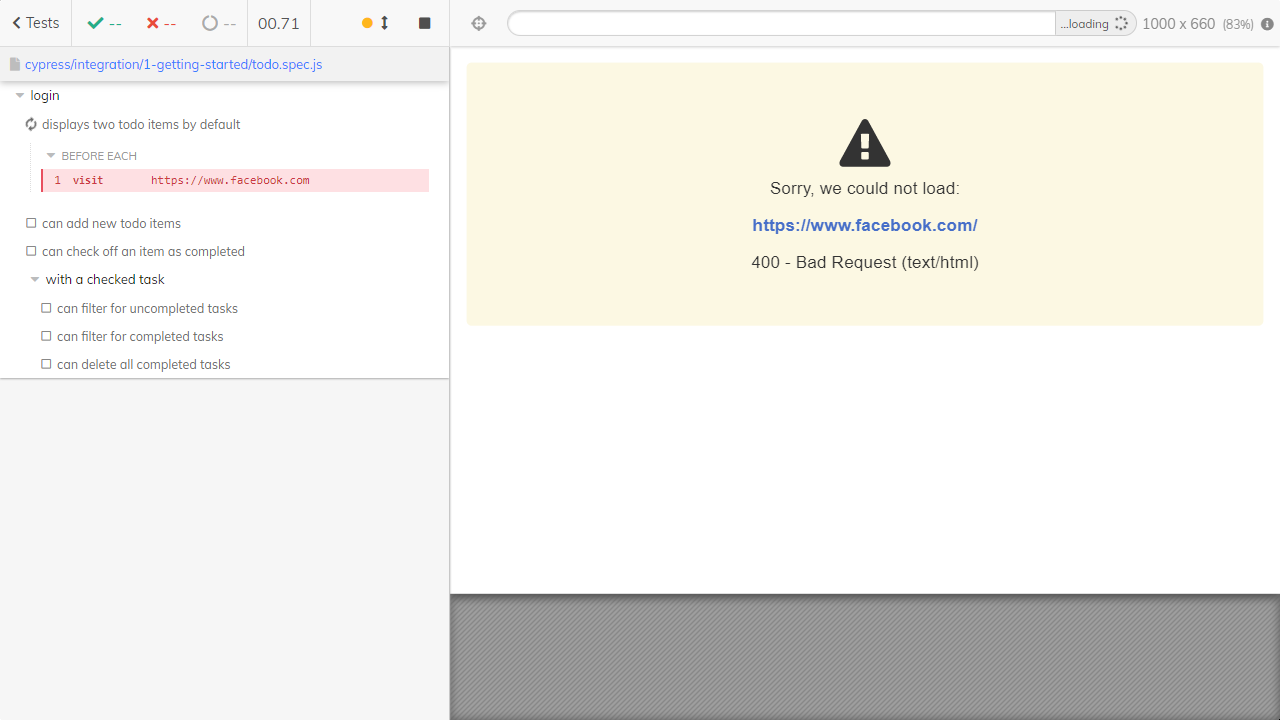 Tests -- -- -- 00.71
...loading 1000 x 660 (83%)
cypress/integration/1-getting-started/todo.spec.js
login
displays two todo items by default
BEFORE EACH
1 visit https://www.facebook.com
can add new todo items
can check off an item as completed
with a checked task
can filter for uncompleted tasks
can filter for completed tasks
can delete all completed tasks
Sorry, we could not load:
https://www.facebook.com/
400 - Bad Request (text/html)